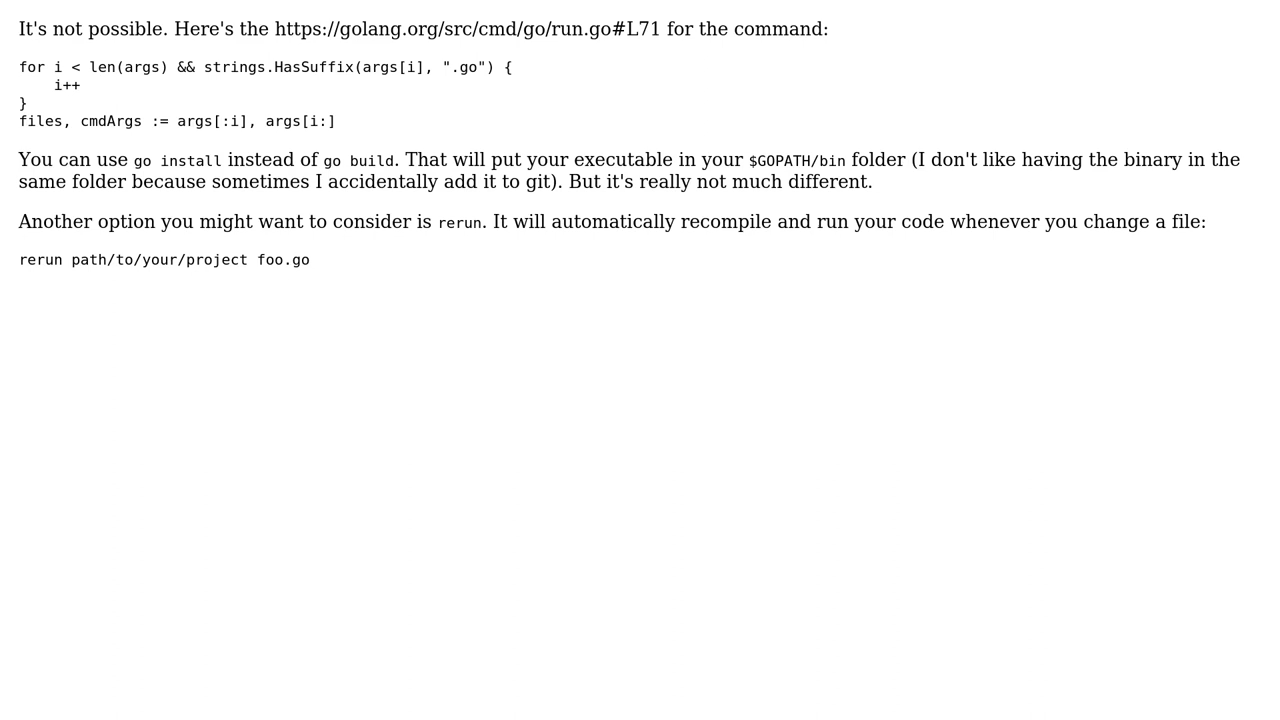 It's not possible. Here's the https://golang.org/src/cmd/go/run.go#L71 for the command:
for i < len(args) && strings.HasSuffix(args[i], ".go") {
    i++
}
files, cmdArgs := args[:i], args[i:]
You can use go install instead of go build. That will put your executable in your $GOPATH/bin folder (I don't like having the binary in the
same folder because sometimes I accidentally add it to git). But it's really not much different.
Another option you might want to consider is rerun. It will automatically recompile and run your code whenever you change a file:
rerun path/to/your/project foo.go